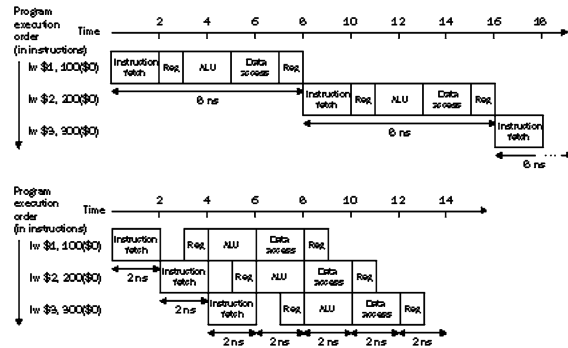 Program
execution
order
(in instructions)
Time
2 4 6 8 10 12 14 16 18
lw $1, 100($0)
Instruction fetch Reg ALU Data access Reg
8 ns
lw $2, 200($0)
Instruction fetch Reg ALU Data access Reg
8 ns
lw $3, 300($0)
Instruction fetch
8 ns
...
Program
execution
order
(in instructions)
Time
2 4 6 8 10 12 14
lw $1, 100($0)
Instruction fetch Reg ALU Data access Reg
2 ns
lw $2, 200($0)
Instruction fetch Reg ALU Data access Reg
2 ns
lw $3, 300($0)
Instruction fetch Reg ALU Data access Reg
2 ns 2 ns 2 ns 2 ns 2 ns